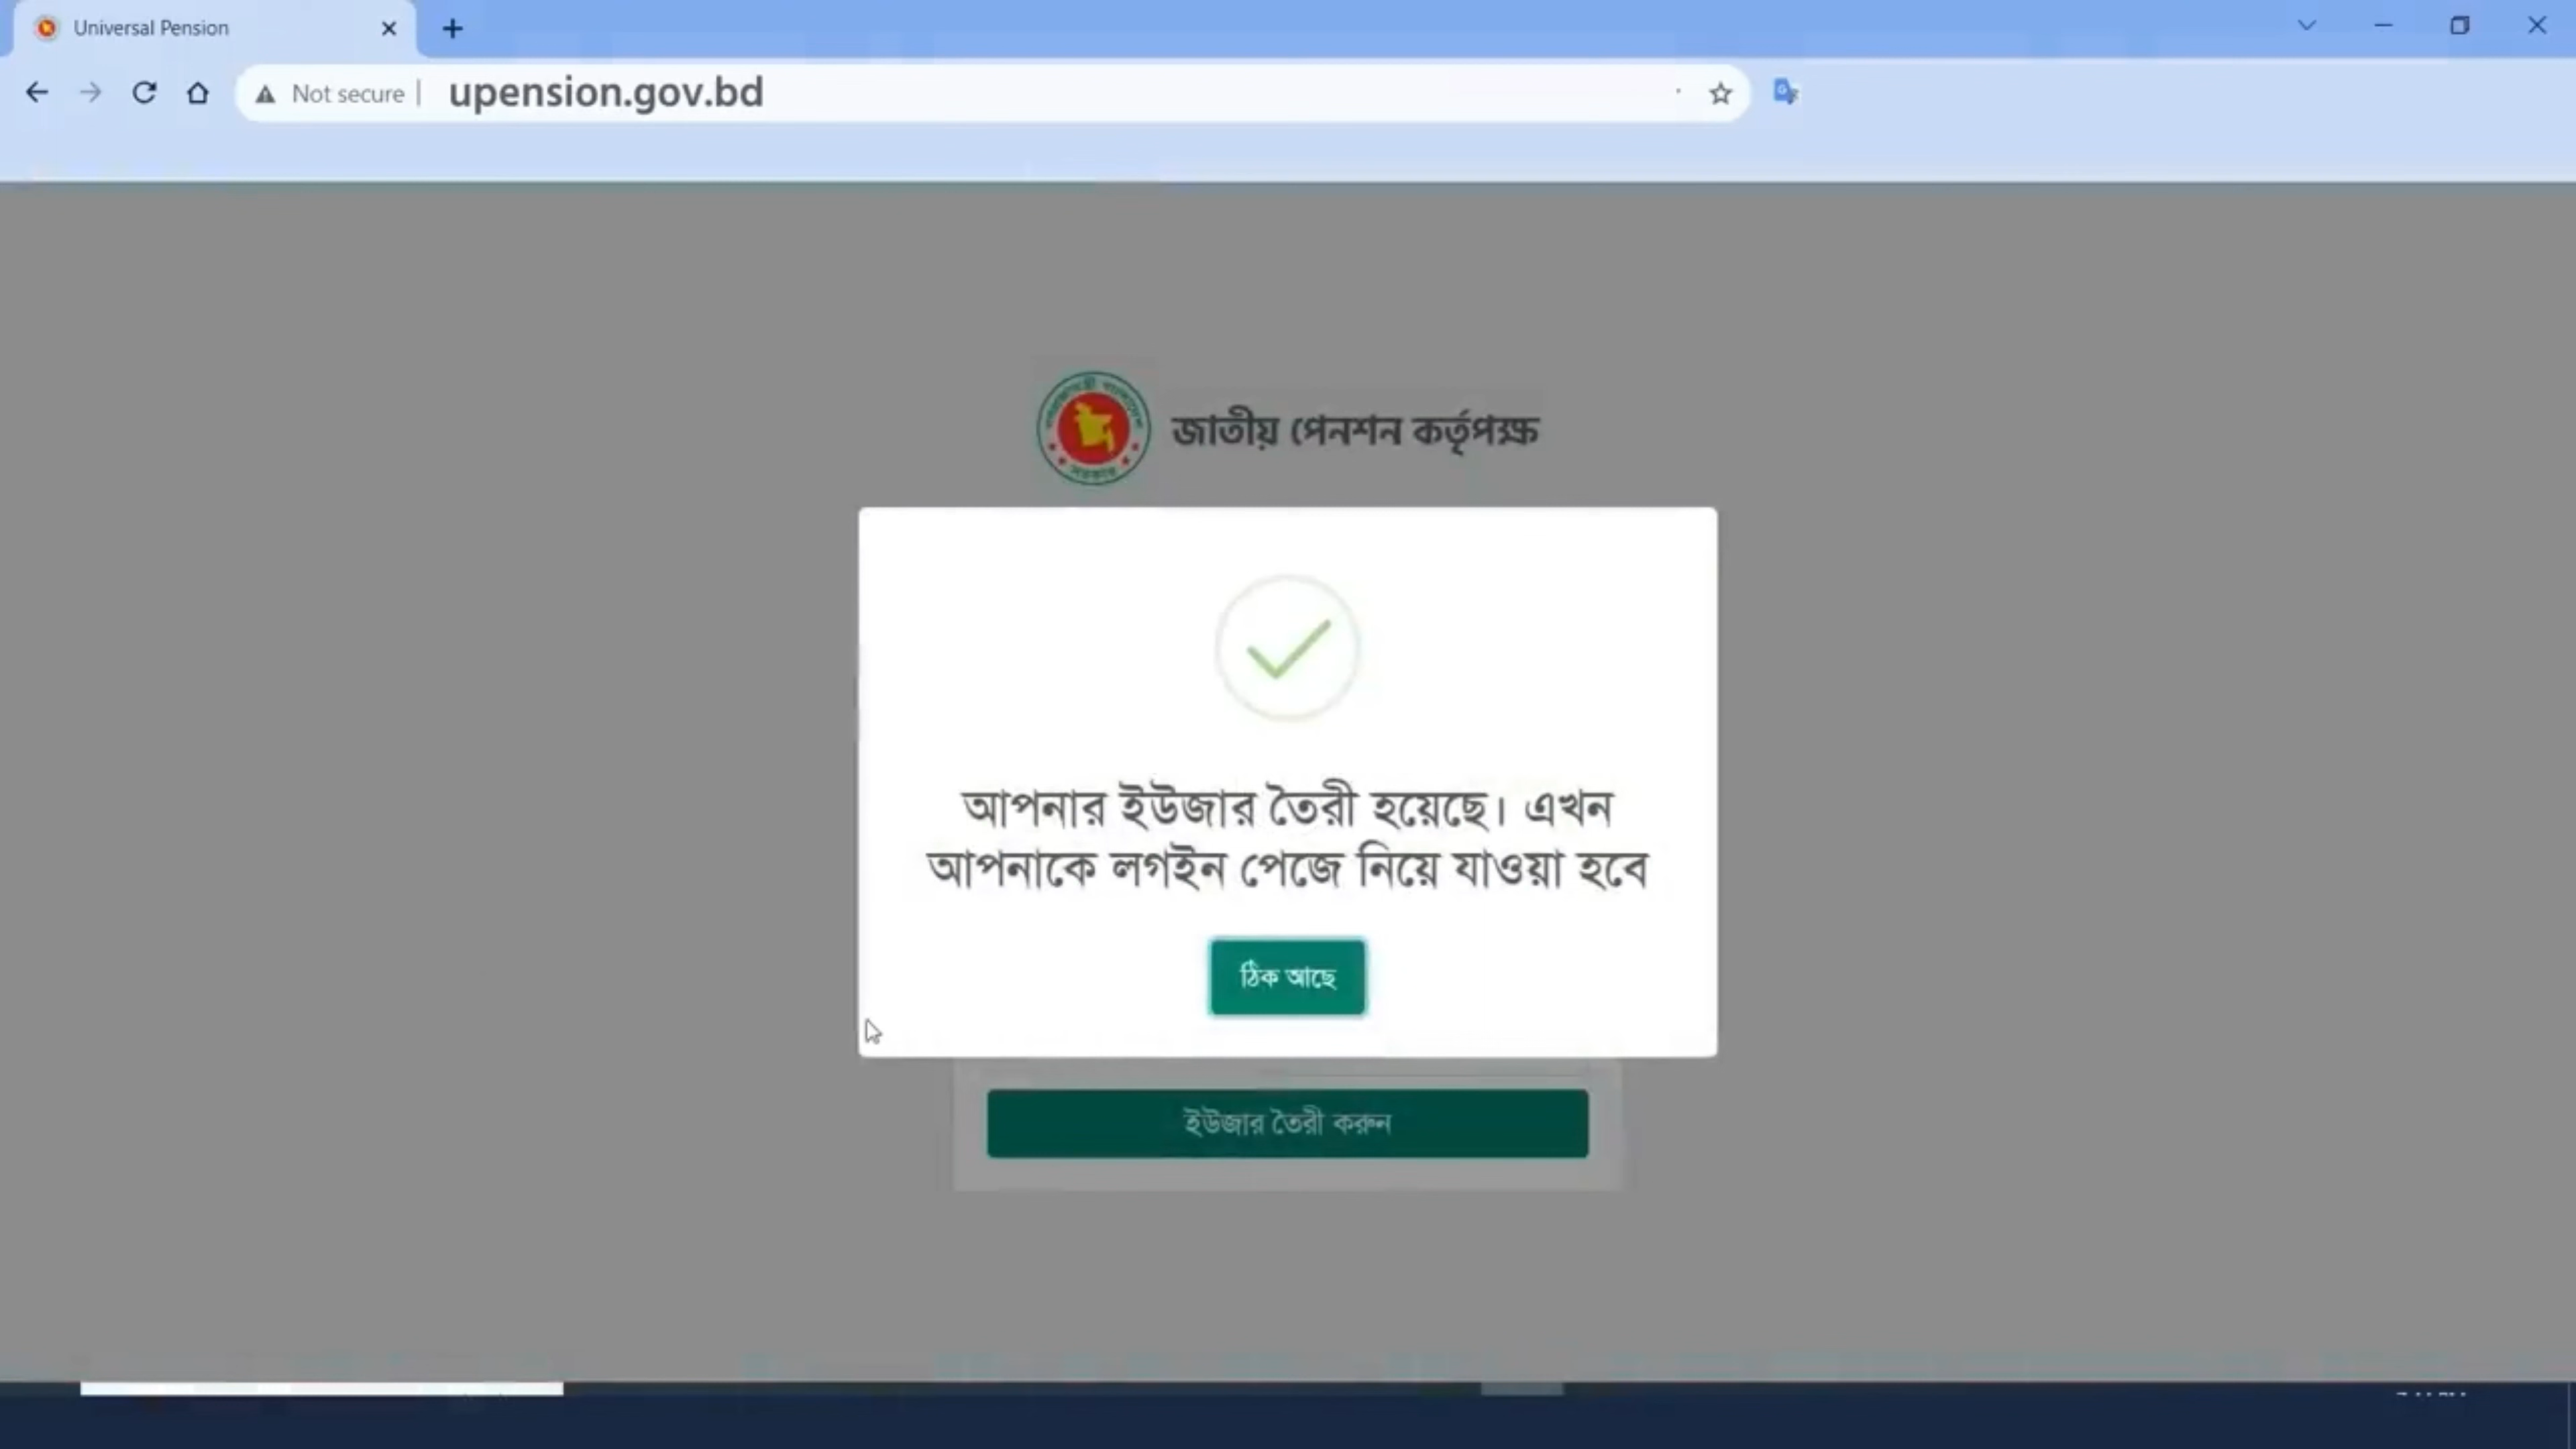 Universal Pension
Not secure
upension.gov.bd
জাতীয় পেনশন কর্তৃপক্ষ
আপনার ইউজার তৈরী হয়েছে। এখন
আপনাকে লগইন পেজে নিয়ে যাওয়া হবে
ঠিক আছে
ইউজার তৈরী করুন